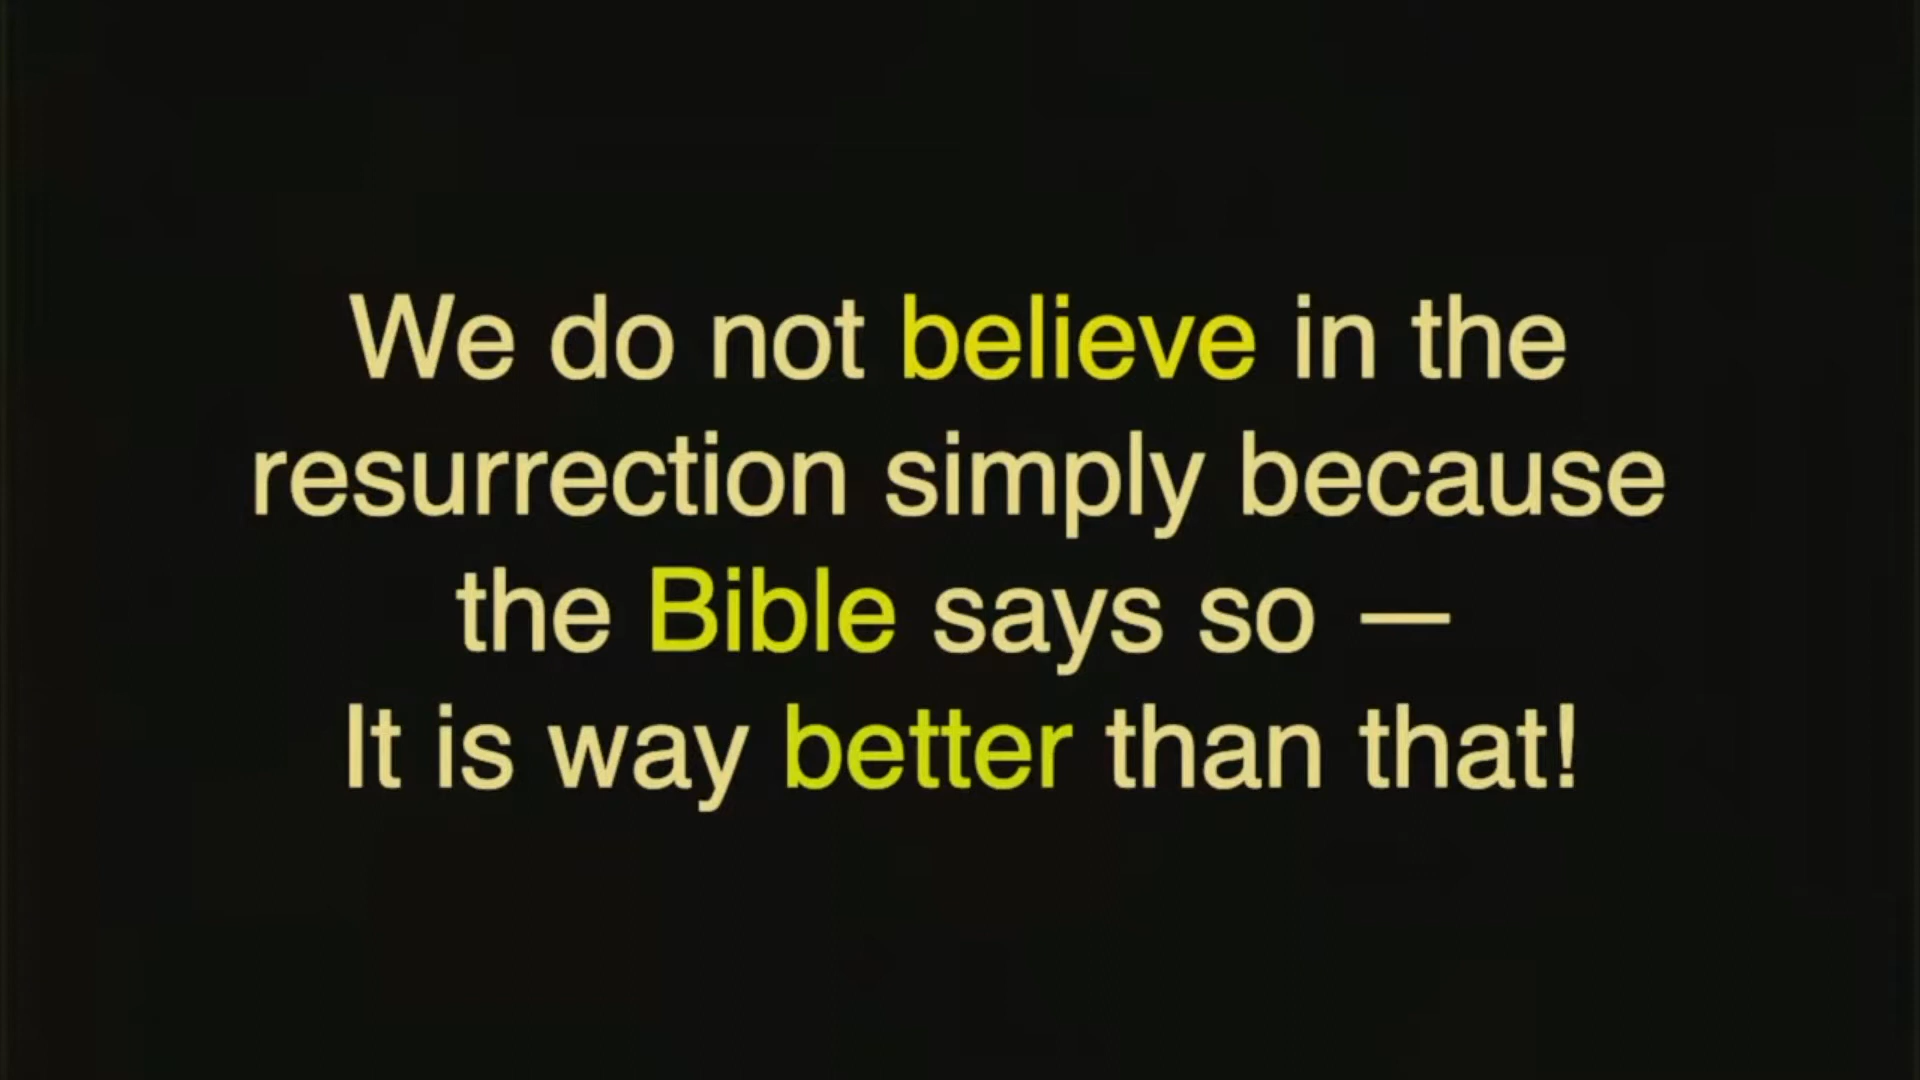 We do not believe in the
resurrection simply because
the Bible says so —
It is way better than that!